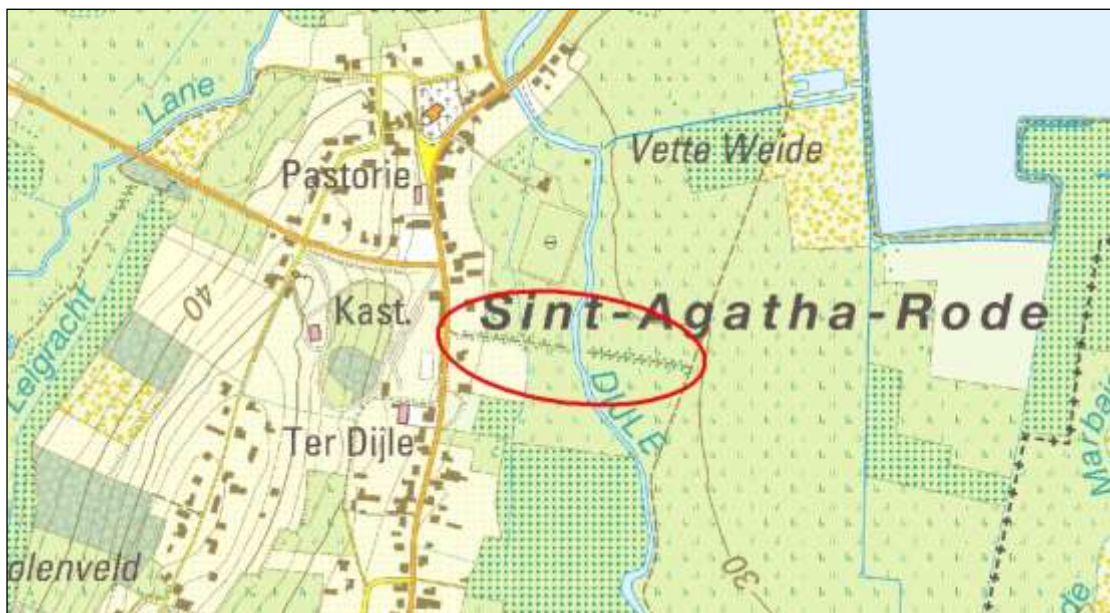 Lane
Vette Weide
Pastorie
40
Kast.
Sint-Agatha-Rode
Leigracht
DIJLE
Ter Dijle
30
olenveld